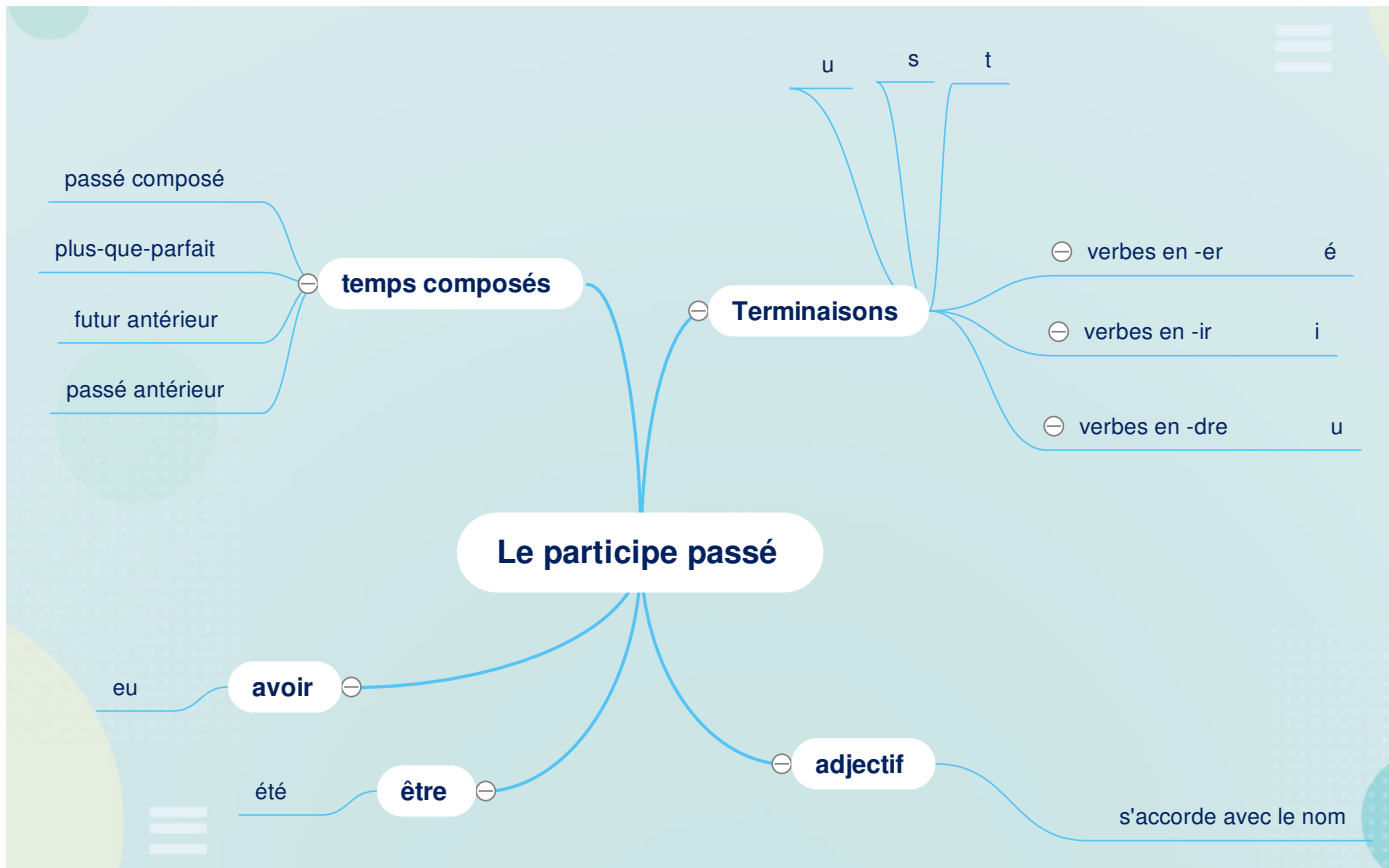 u
s
t
passé composé
plus-que-parfait
futur antérieur
passé antérieur
temps composés
Terminaisons
verbes en -er é
verbes en -ir i
verbes en -dre u
Le participe passé
eu
avoir
été
être
adjectif
s'accorde avec le nom